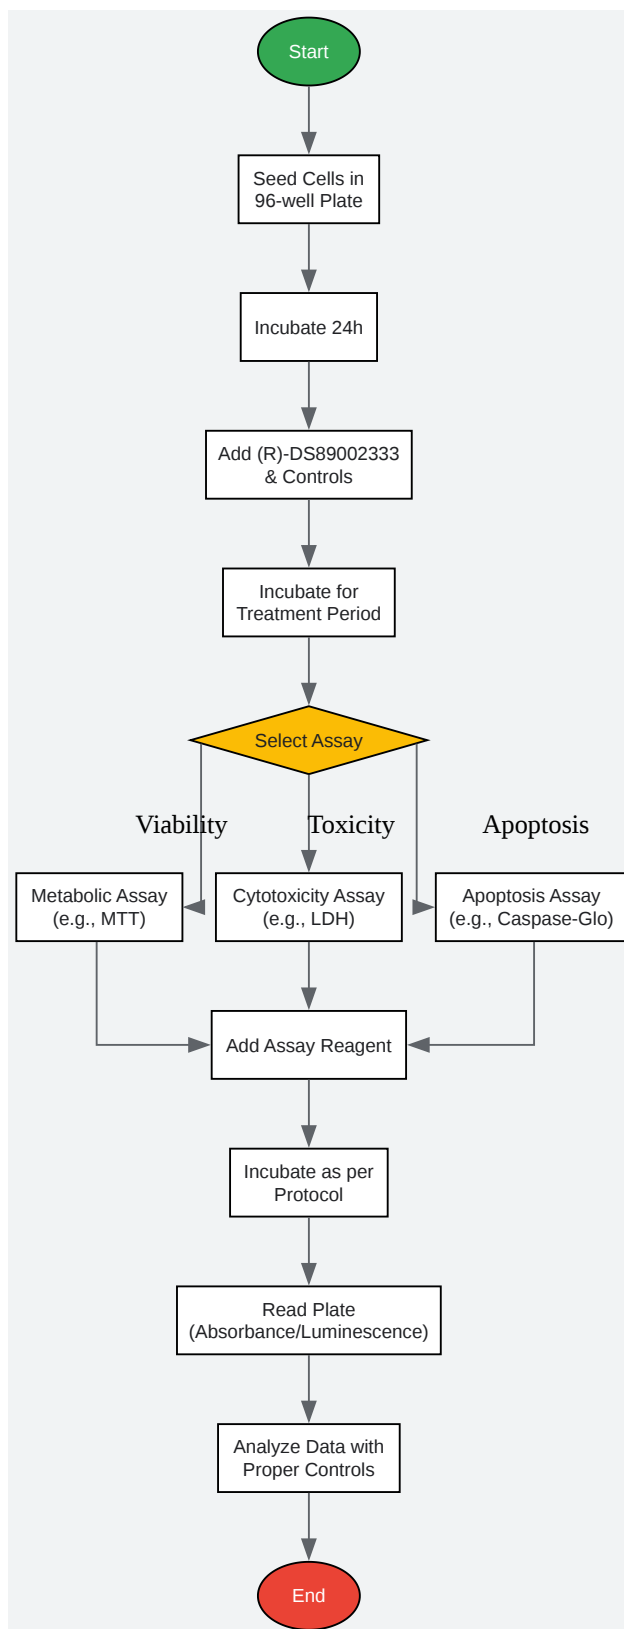 Start
Seed Cells in
96-well Plate
Incubate 24h
Add (R)-DS89002333
& Controls
Incubate for
Treatment Period
Select Assay
Viability
Toxicity
Apoptosis
Metabolic Assay
(e.g., MTT)
Cytotoxicity Assay
(e.g., LDH)
Apoptosis Assay
(e.g., Caspase-Glo)
Add Assay Reagent
Incubate as per
Protocol
Read Plate
(Absorbance/Luminescence)
Analyze Data with
Proper Controls
End